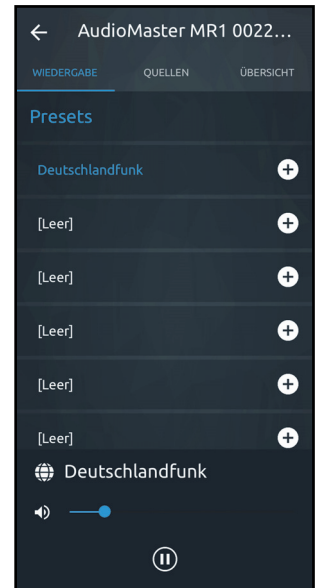 AudioMaster MR1 0022...
WIEDERGABE QUELLEN ÜBERSICHT
Presets
Deutschlandfunk
[Leer]
[Leer]
[Leer]
[Leer]
[Leer]
Deutschlandfunk